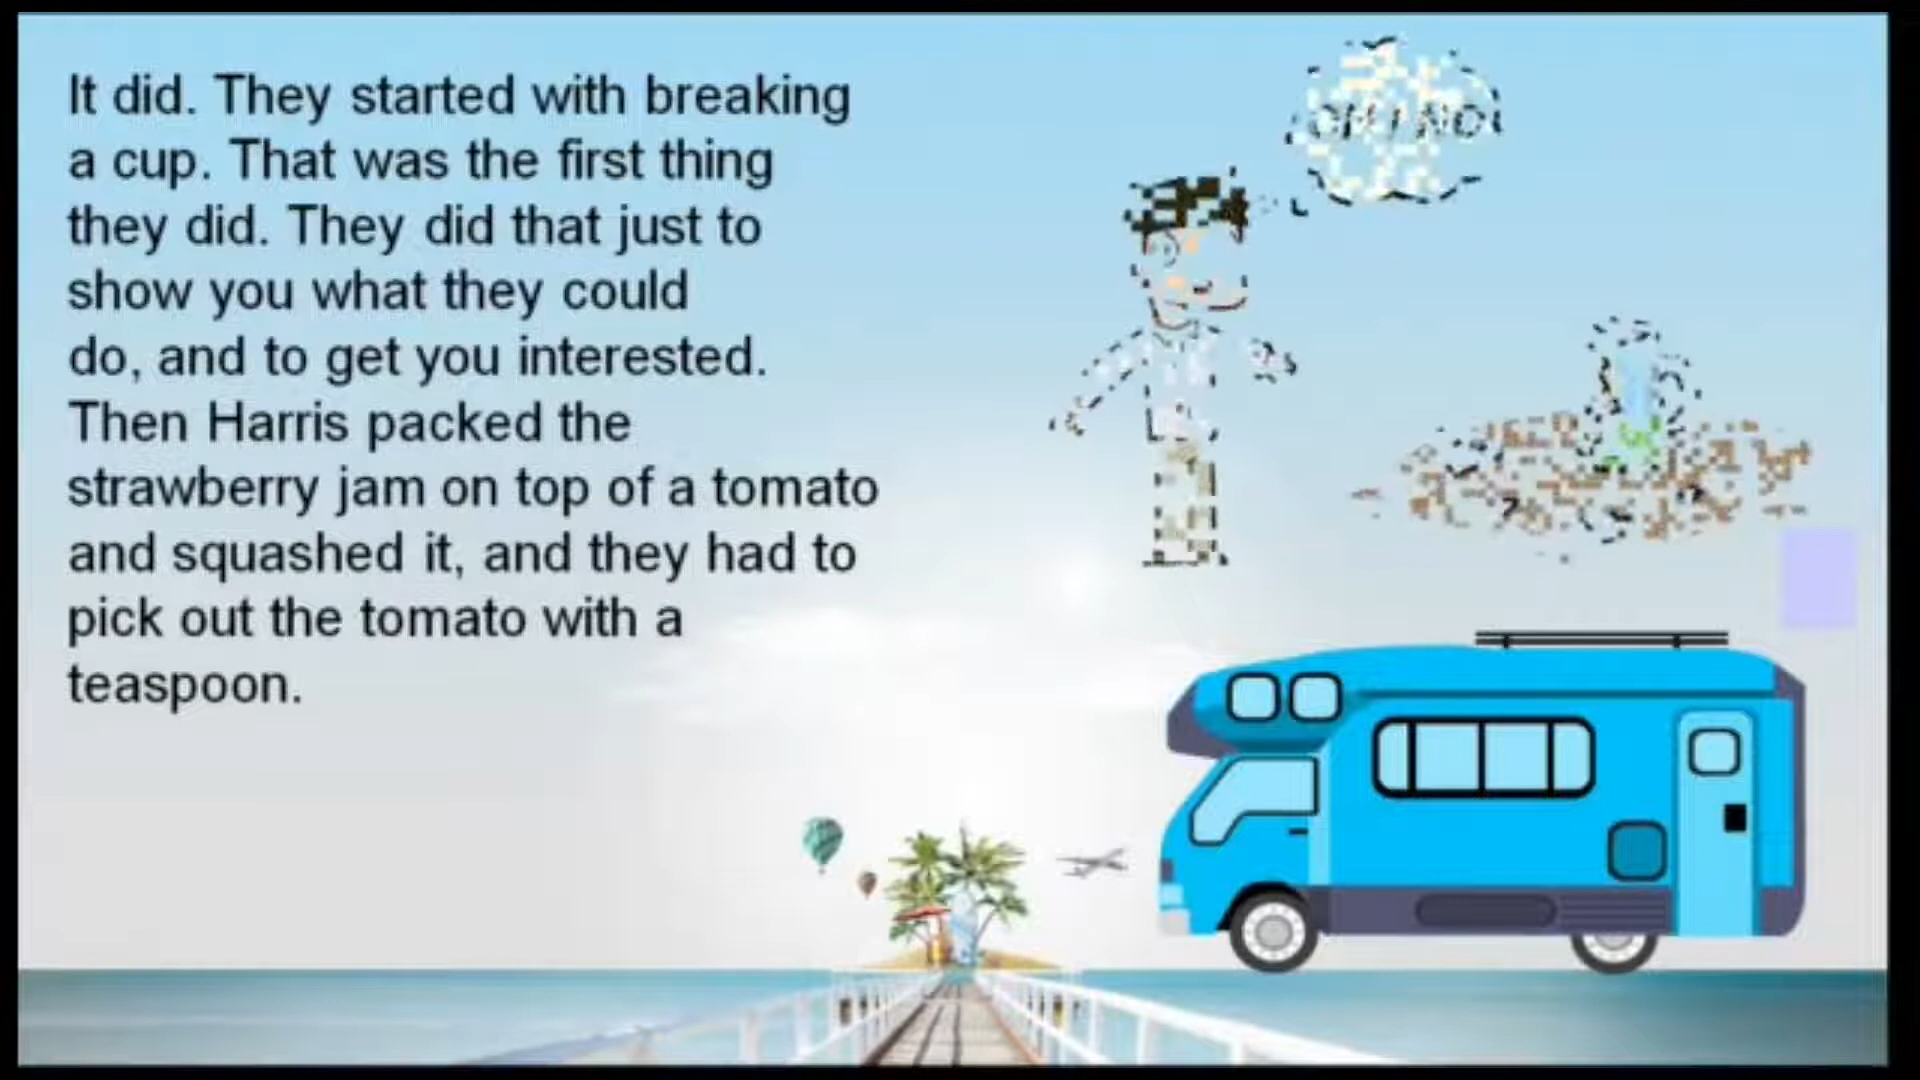 It did. They started with breaking
a cup. That was the first thing
they did. They did that just to
show you what they could
do, and to get you interested.
Then Harris packed the
strawberry jam on top of a tomato
and squashed it, and they had to
pick out the tomato with a
teaspoon.
OH ! NO!